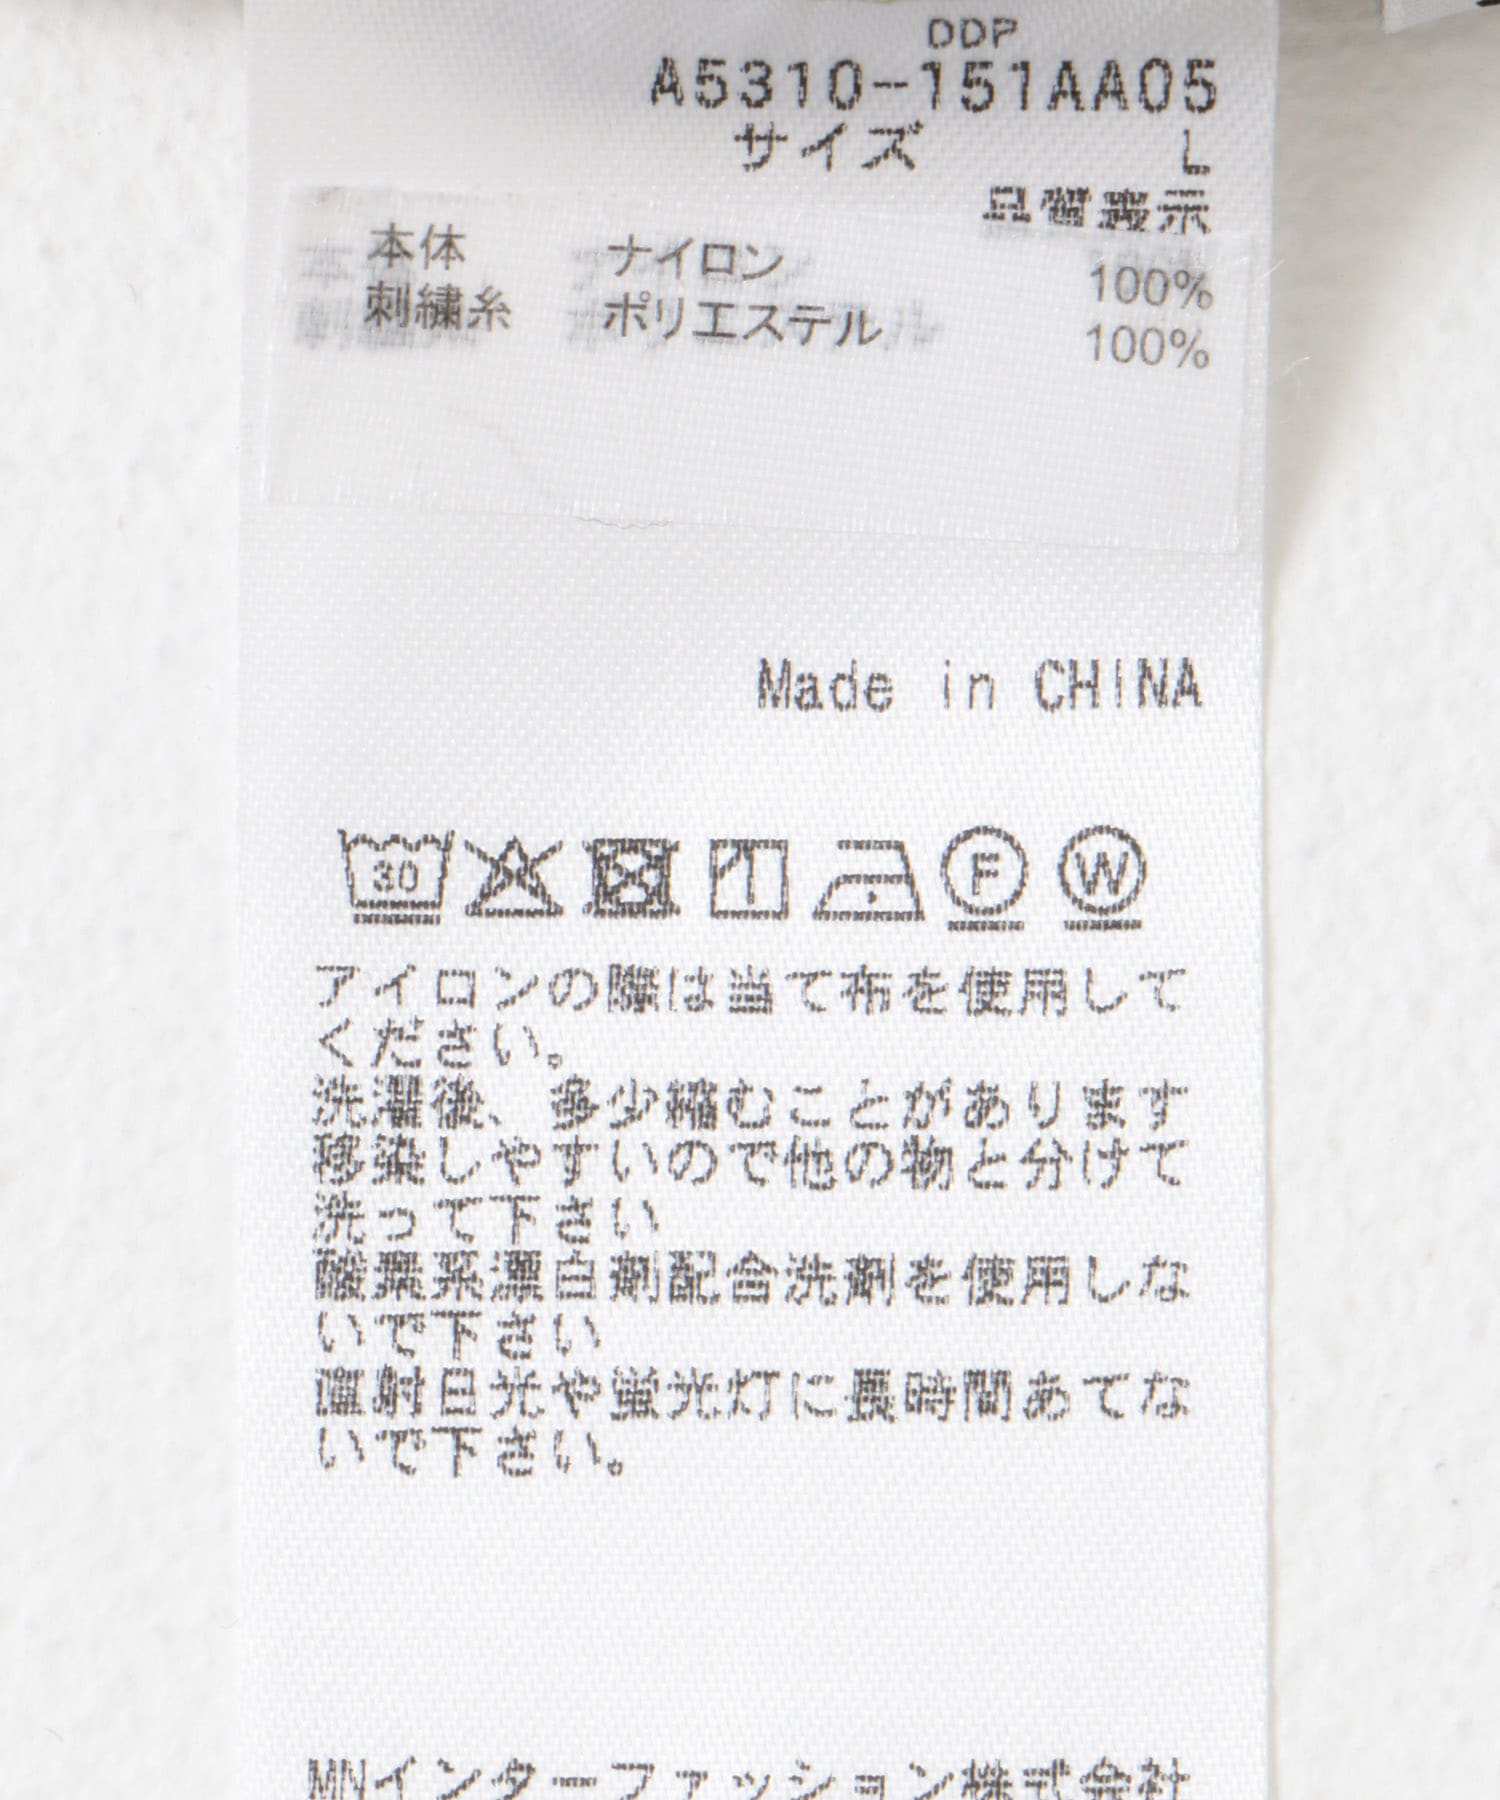 DDP
A5310-151AA05
サイズ L
品質表示
本体 ナイロン 100%
刺繍糸 ポリエステル 100%
Made in CHINA
30 F W
アイロンの際は当て布を使用して
ください。
洗濯後、多少縮むことがあります
移染しやすいので他の物と分けて
洗って下さい
酸素系漂白剤配合洗剤を使用しな
いで下さい
直射日光や蛍光灯に長時間あてな
いで下さい。
MNインターファッション株式会社